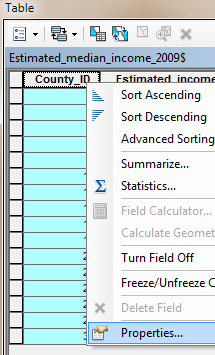 Table
Estimated_median_income_2009$
County_ID Estimated_income
Sort Ascending
Sort Descending
Advanced Sorting
Summarize...
Statistics...
Field Calculator...
Calculate Geomet
Turn Field Off
Freeze/Unfreeze C
Delete Field
Properties...